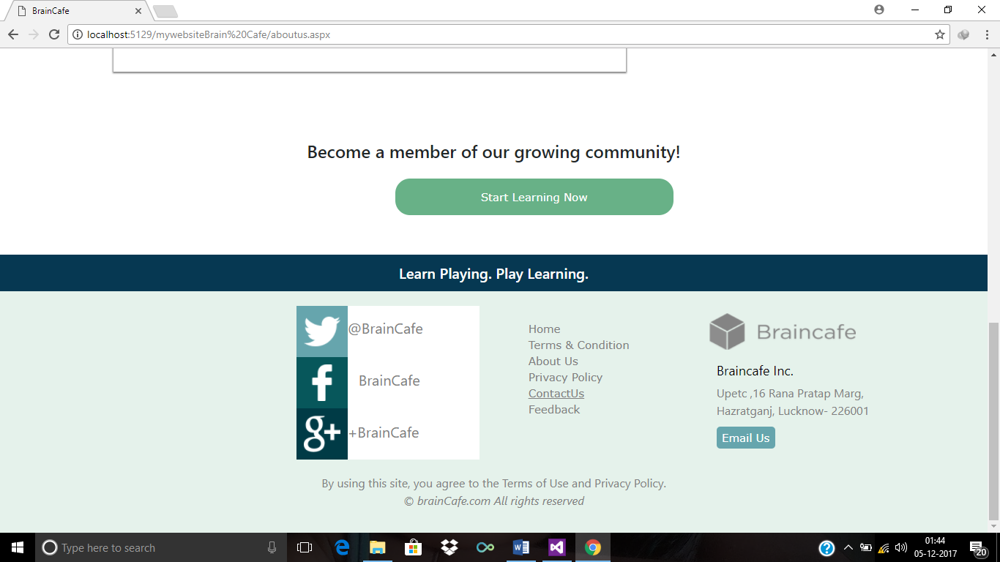 BrainCafe
localhost:5129/mywebsiteBrain%20Cafe/aboutus.aspx
Become a member of our growing community!
Start Learning Now
Learn Playing. Play Learning.
@BrainCafe
f
BrainCafe
g+
+BrainCafe
Home
Terms & Condition
About Us
Privacy Policy
ContactUs
Feedback
Braincafe
Braincafe Inc.
Upetc ,16 Rana Pratap Marg,
Hazratganj, Lucknow- 226001
Email Us
By using this site, you agree to the Terms of Use and Privacy Policy.
© brainCafe.com All rights reserved
Type here to search
01:44
05-12-2017
20